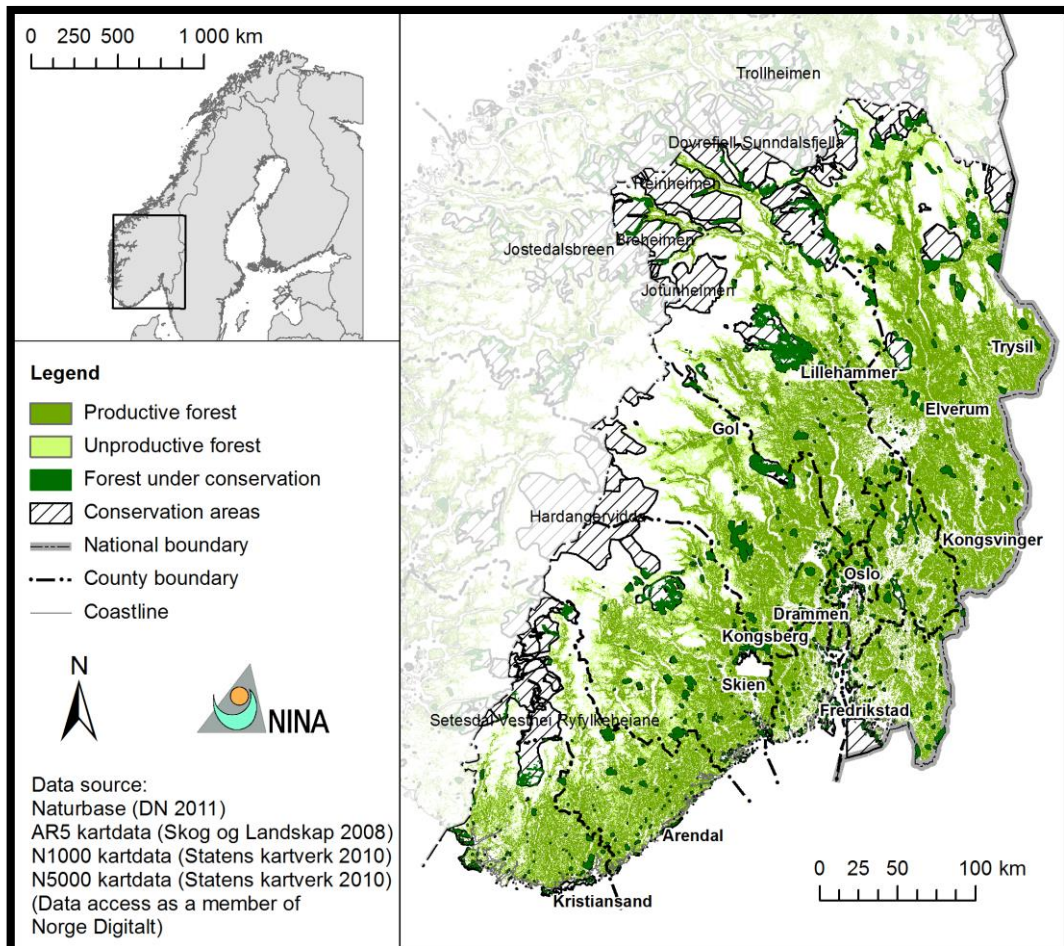 0 250 500 1 000 km
Legend
Productive forest
Unproductive forest
Forest under conservation
Conservation areas
National boundary
County boundary
Coastline
N
NINA
Data source:
Naturbase (DN 2011)
AR5 kartdata (Skog og Landskap 2008)
N1000 kartdata (Statens kartverk 2010)
N5000 kartdata (Statens kartverk 2010)
(Data access as a member of
Norge Digitalt)
Trollheimen
Dovrefjell-Sunndalsfjella
Reinheimen
Jostedalsbreen
Breheimen
Jotunheimen
Trysil
Lillehammer
Elverum
Gol
Hardangervidda
Kongsvinger
Oslo
Drammen
Kongsberg
Skien
Fredrikstad
Setesdal Vesthei Ryfylkeheiane
Arendal
0 25 50 100 km
Kristiansand